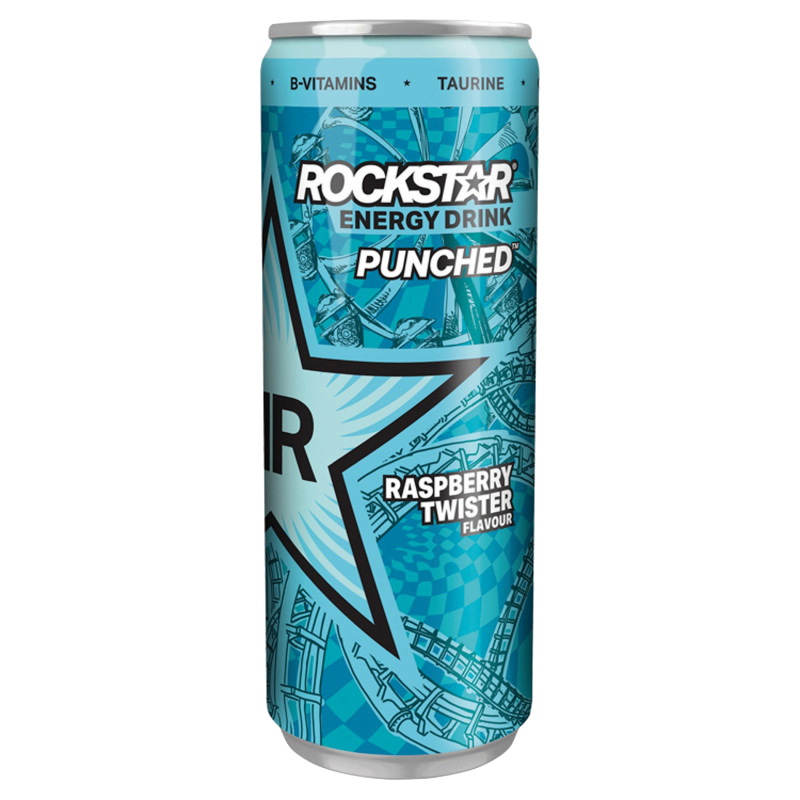 ★ B-VITAMINS ★ TAURINE ★
ROCKSTAR®
ENERGY DRINK
PUNCHED™
R
RASPBERRY
TWISTER
FLAVOUR